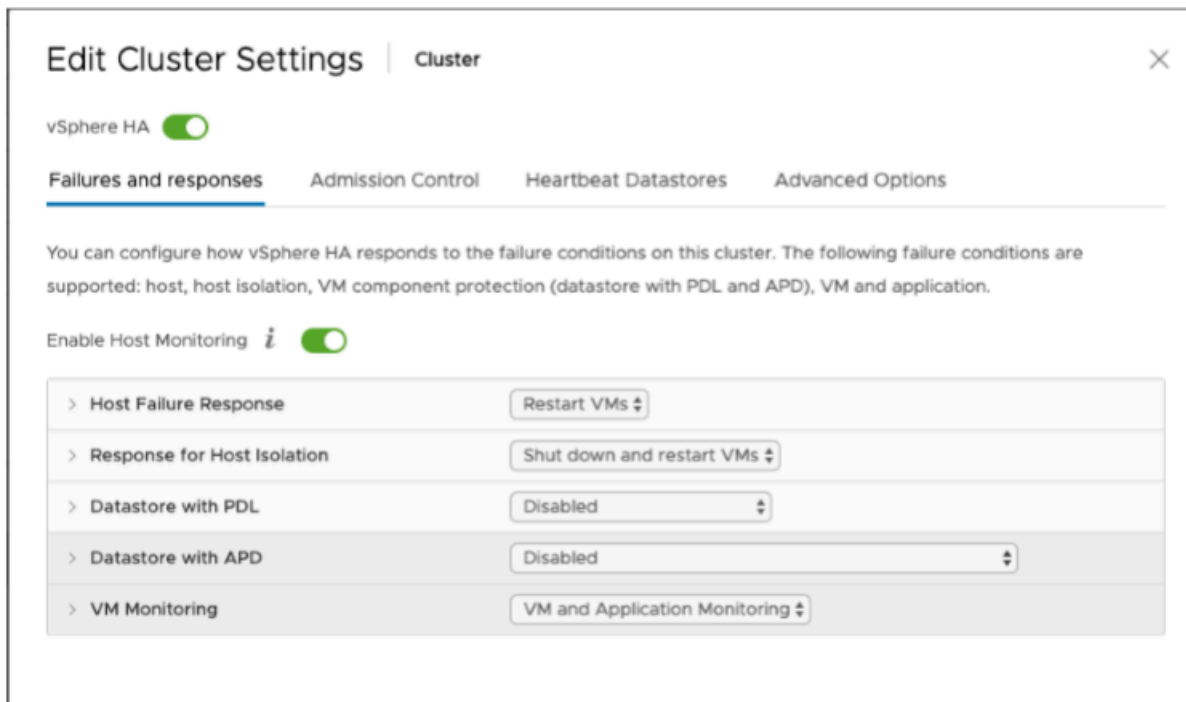 Edit Cluster Settings Cluster
vSphere HA
Failures and responses Admission Control Heartbeat Datastores Advanced Options
You can configure how vSphere HA responds to the failure conditions on this cluster. The following failure conditions are
supported: host, host isolation, VM component protection (datastore with PDL and APD), VM and application.
Enable Host Monitoring i
Host Failure Response Restart VMs
Response for Host Isolation Shut down and restart VMs
Datastore with PDL Disabled
Datastore with APD Disabled
VM Monitoring VM and Application Monitoring